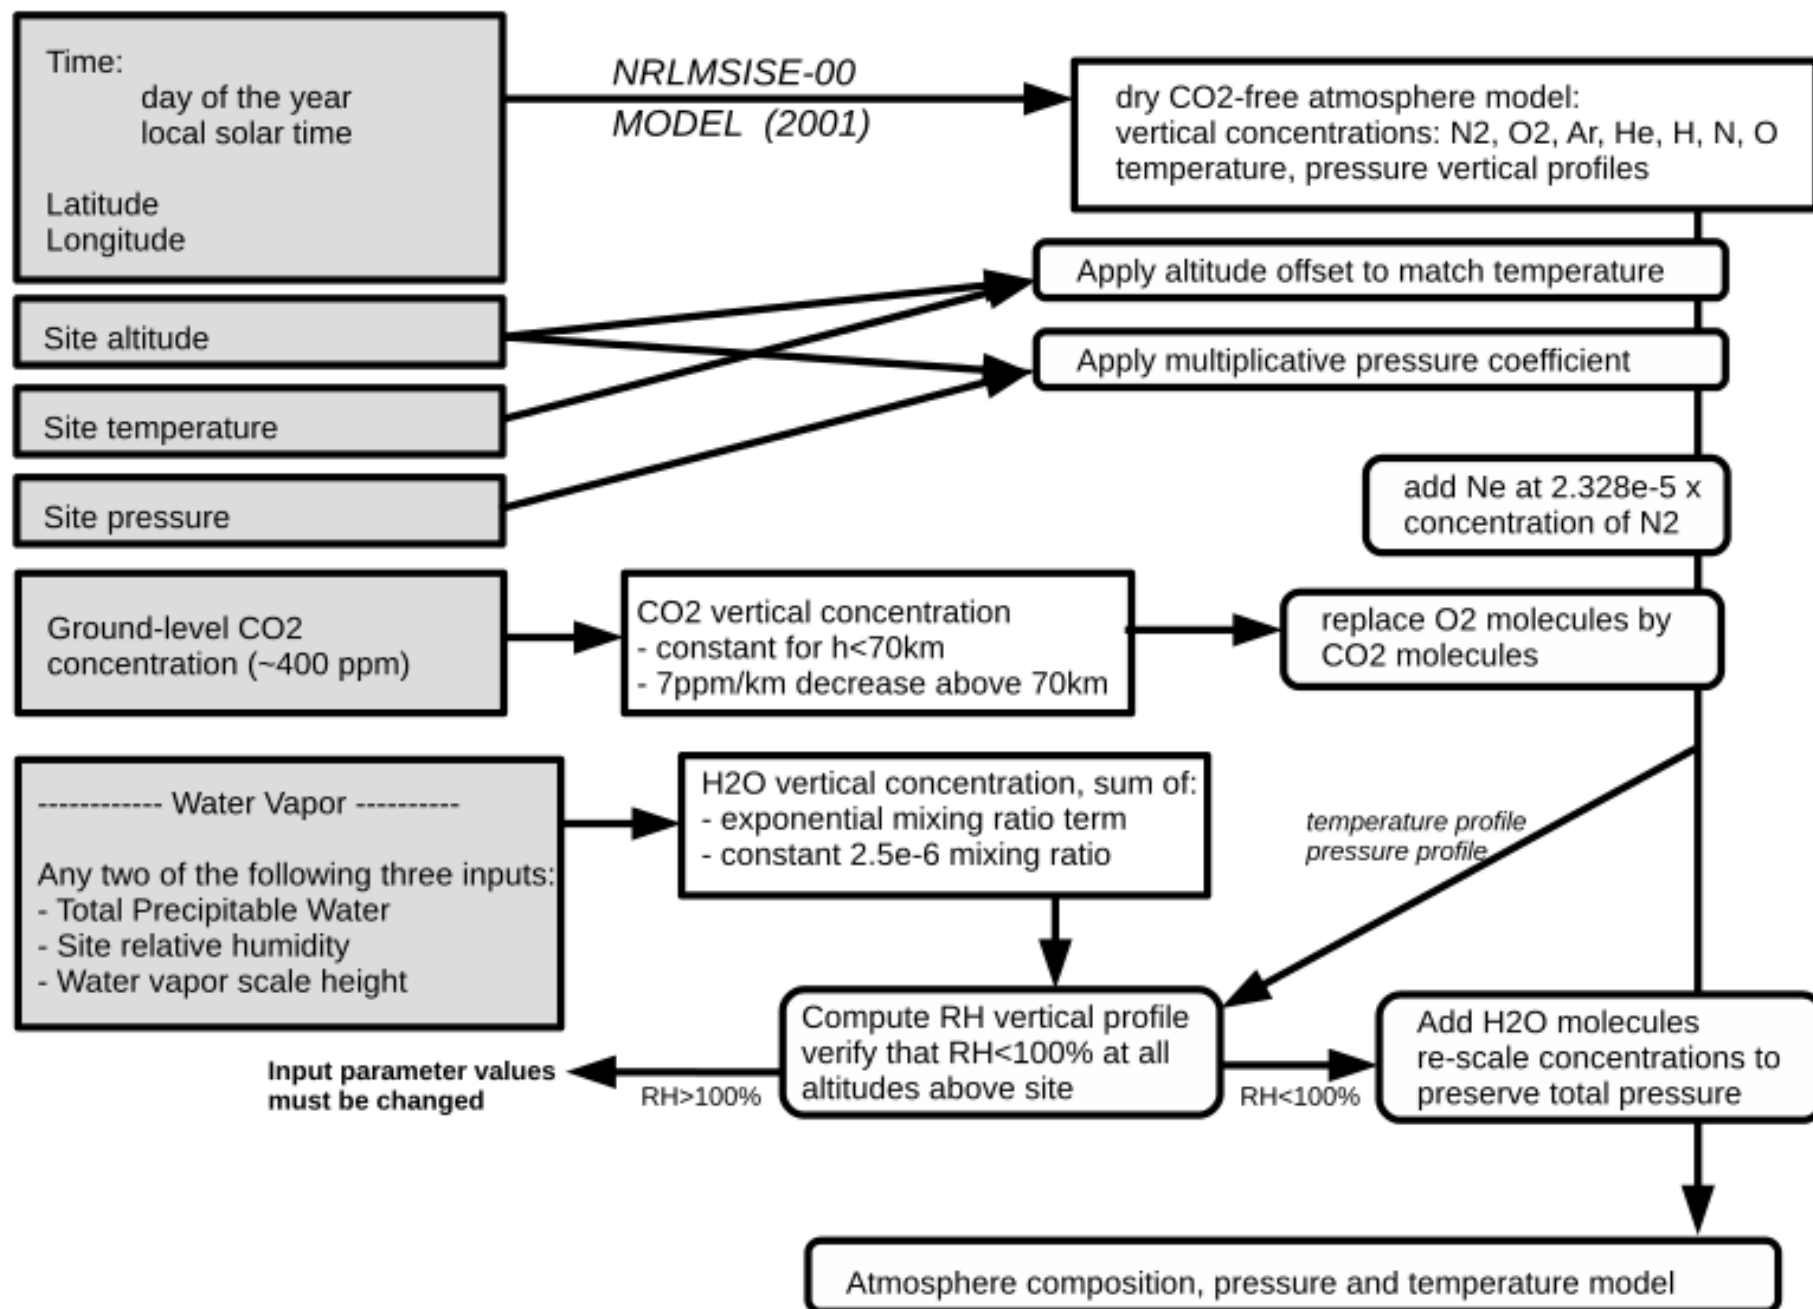 Time:
day of the year
local solar time
Latitude
Longitude
NRLMSISE-00
MODEL (2001)
dry CO2-free atmosphere model:
vertical concentrations: N2, O2, Ar, He, H, N, O
temperature, pressure vertical profiles
Site altitude
Site temperature
Site pressure
Apply altitude offset to match temperature
Apply multiplicative pressure coefficient
add Ne at 2.328e-5 x
concentration of N2
Ground-level CO2
concentration (~400 ppm)
CO2 vertical concentration
- constant for h<70km
- 7ppm/km decrease above 70km
replace O2 molecules by
CO2 molecules
------------ Water Vapor ----------
Any two of the following three inputs:
- Total Precipitable Water
- Site relative humidity
- Water vapor scale height
H2O vertical concentration, sum of:
- exponential mixing ratio term
- constant 2.5e-6 mixing ratio
temperature profile
pressure profile
Compute RH vertical profile
verify that RH<100% at all
altitudes above site
Input parameter values
must be changed
RH>100%
RH<100%
Add H2O molecules
re-scale concentrations to
preserve total pressure
Atmosphere composition, pressure and temperature model